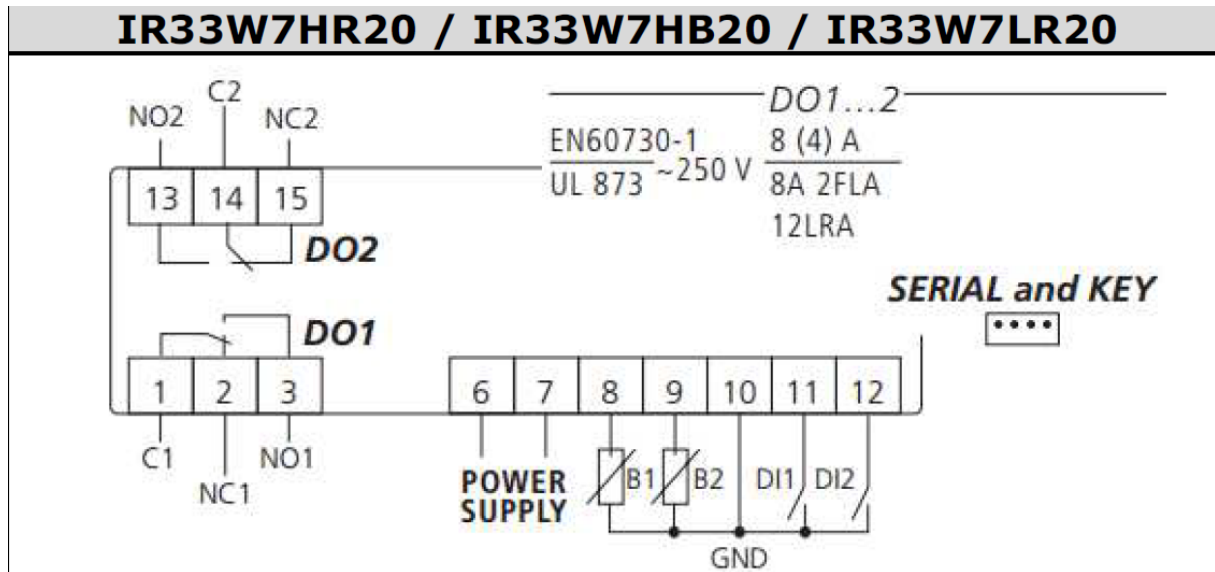 IR33W7HR20 / IR33W7HB20 / IR33W7LR20
C2
NO2
NC2
DO1...2
EN60730-1
8 (4) A
~250 V
UL 873
8A 2FLA
12LRA
13 14 15
DO2
SERIAL and KEY
DO1
1 2 3
6 7 8 9 10 11 12
C1
NO1
NC1
POWER
SUPPLY
B1
B2
DI1
DI2
GND